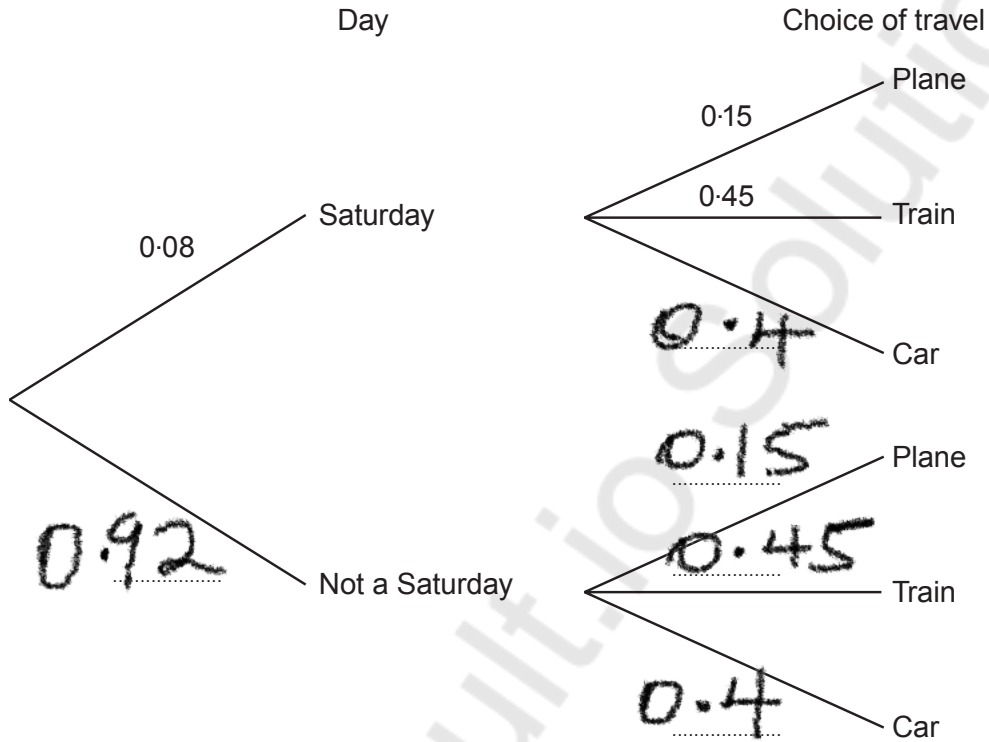 Day Choice of travel
Plane
0·15
0·45
Saturday
Train
0·08
0·4
Car
0·15
Plane
0·45
0·92
Not a Saturday
Train
0·4
Car